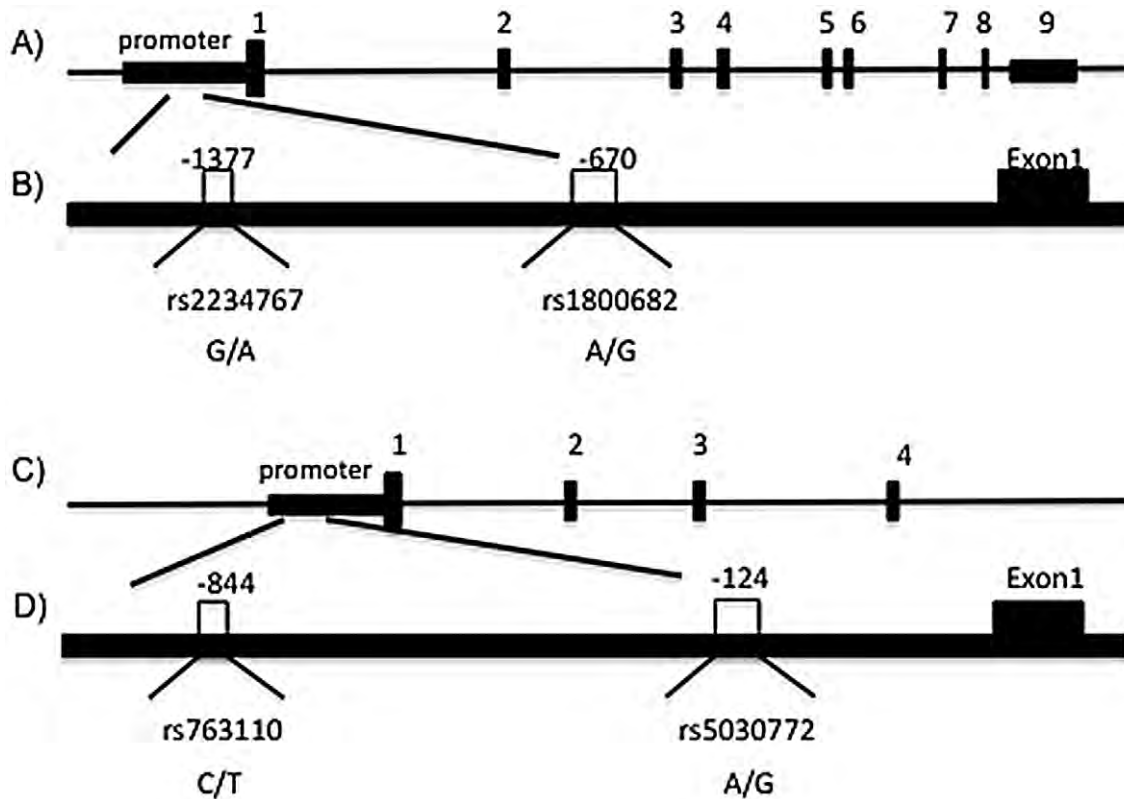 A) promoter 1 2 3 4 5 6 7 8 9
B) -1377 -670 Exon1
rs2234767 rs1800682
G/A A/G
C) promoter 1 2 3 4
D) -844 -124 Exon1
rs763110 rs5030772
C/T A/G